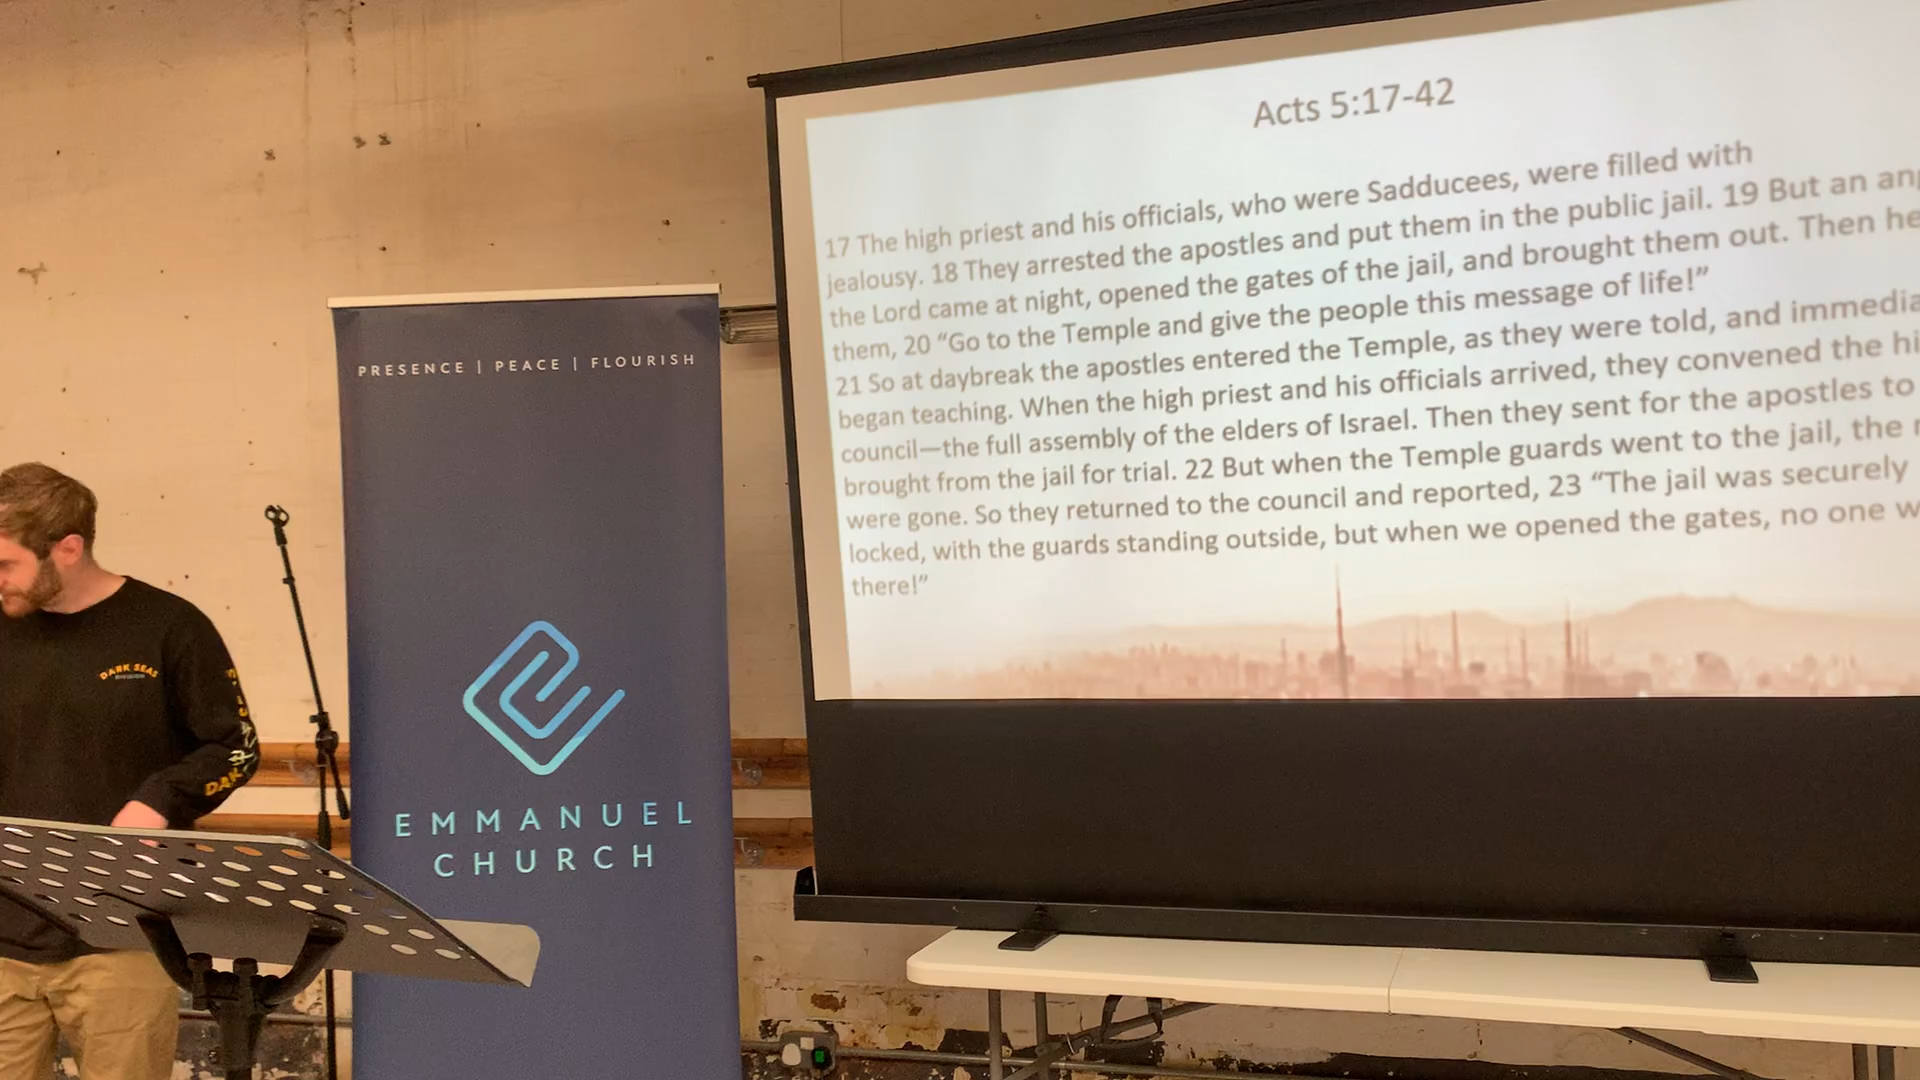 Acts 5:17-42
17 The high priest and his officials, who were Sadducees, were filled with
jealousy. 18 They arrested the apostles and put them in the public jail. 19 But an
the Lord came at night, opened the gates of the jail, and brought them out. Then he
them, 20 “Go to the Temple and give the people this message of life!”
21 So at daybreak the apostles entered the Temple, as they were told, and
began teaching. When the high priest and his officials arrived, they convened the
council—the full assembly of the elders of Israel. Then they sent for the apostles to
brought from the jail for trial. 22 But when the Temple guards went to the jail, the
were gone. So they returned to the council and reported, 23 “The jail was securely
locked, with the guards standing outside, but when we opened the gates, no one
there!”
PRESENCE | PEACE | FLOURISH
EMMANUEL
CHURCH
DARK SEAS
DIVISION